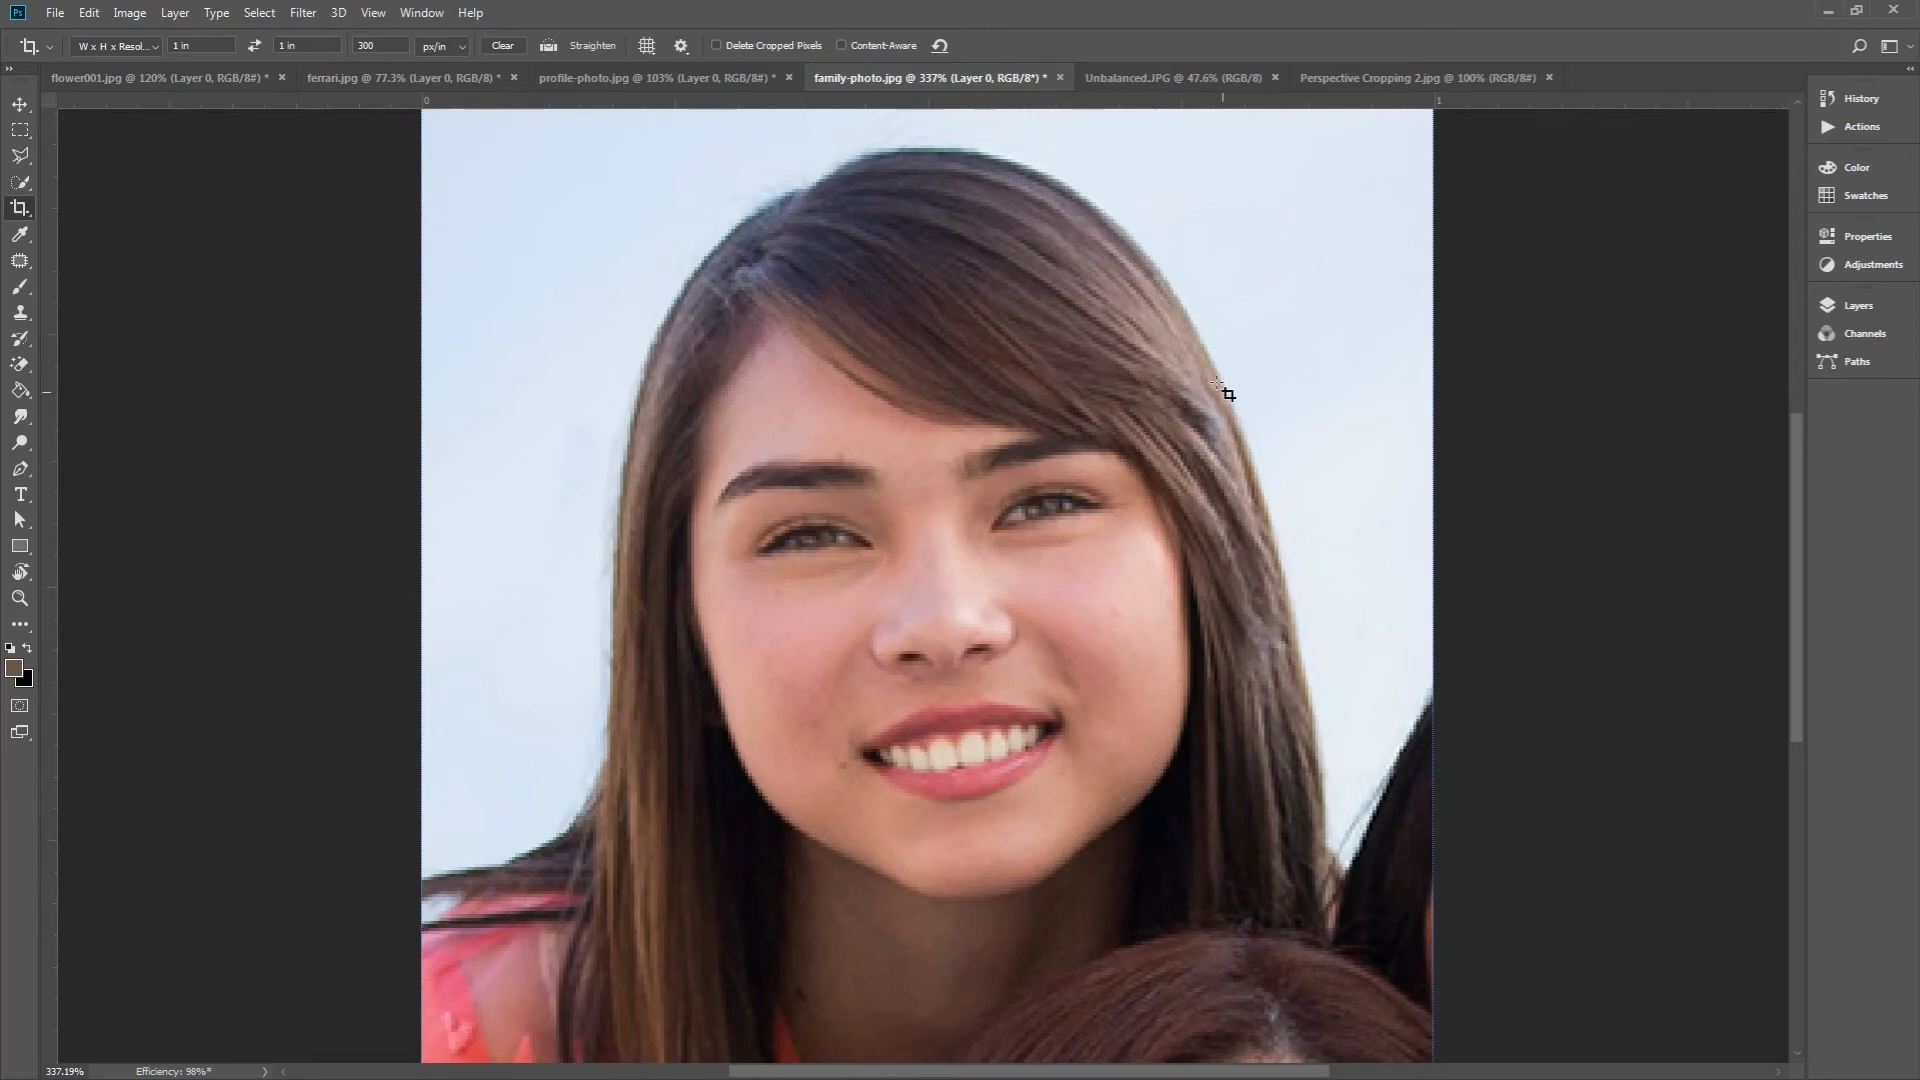 Ps File Edit Image Layer Type Select Filter 3D View Window Help
W x H x Resol... 1 in 1 in 300 px/in Clear Straighten Delete Cropped Pixels Content-Aware
flower001.jpg @ 120% (Layer 0, RGB/8#) * ferrari.jpg @ 77.3% (Layer 0, RGB/8) * profile-photo.jpg @ 103% (Layer 0, RGB/8#) * family-photo.jpg @ 337% (Layer 0, RGB/8*) * Unbalanced.JPG @ 47.6% (RGB/8) Perspective Cropping 2.jpg @ 100% (RGB/8#)
0 1
History
Actions
Color
Swatches
Properties
Adjustments
Layers
Channels
Paths
337.19% Efficiency: 98%*